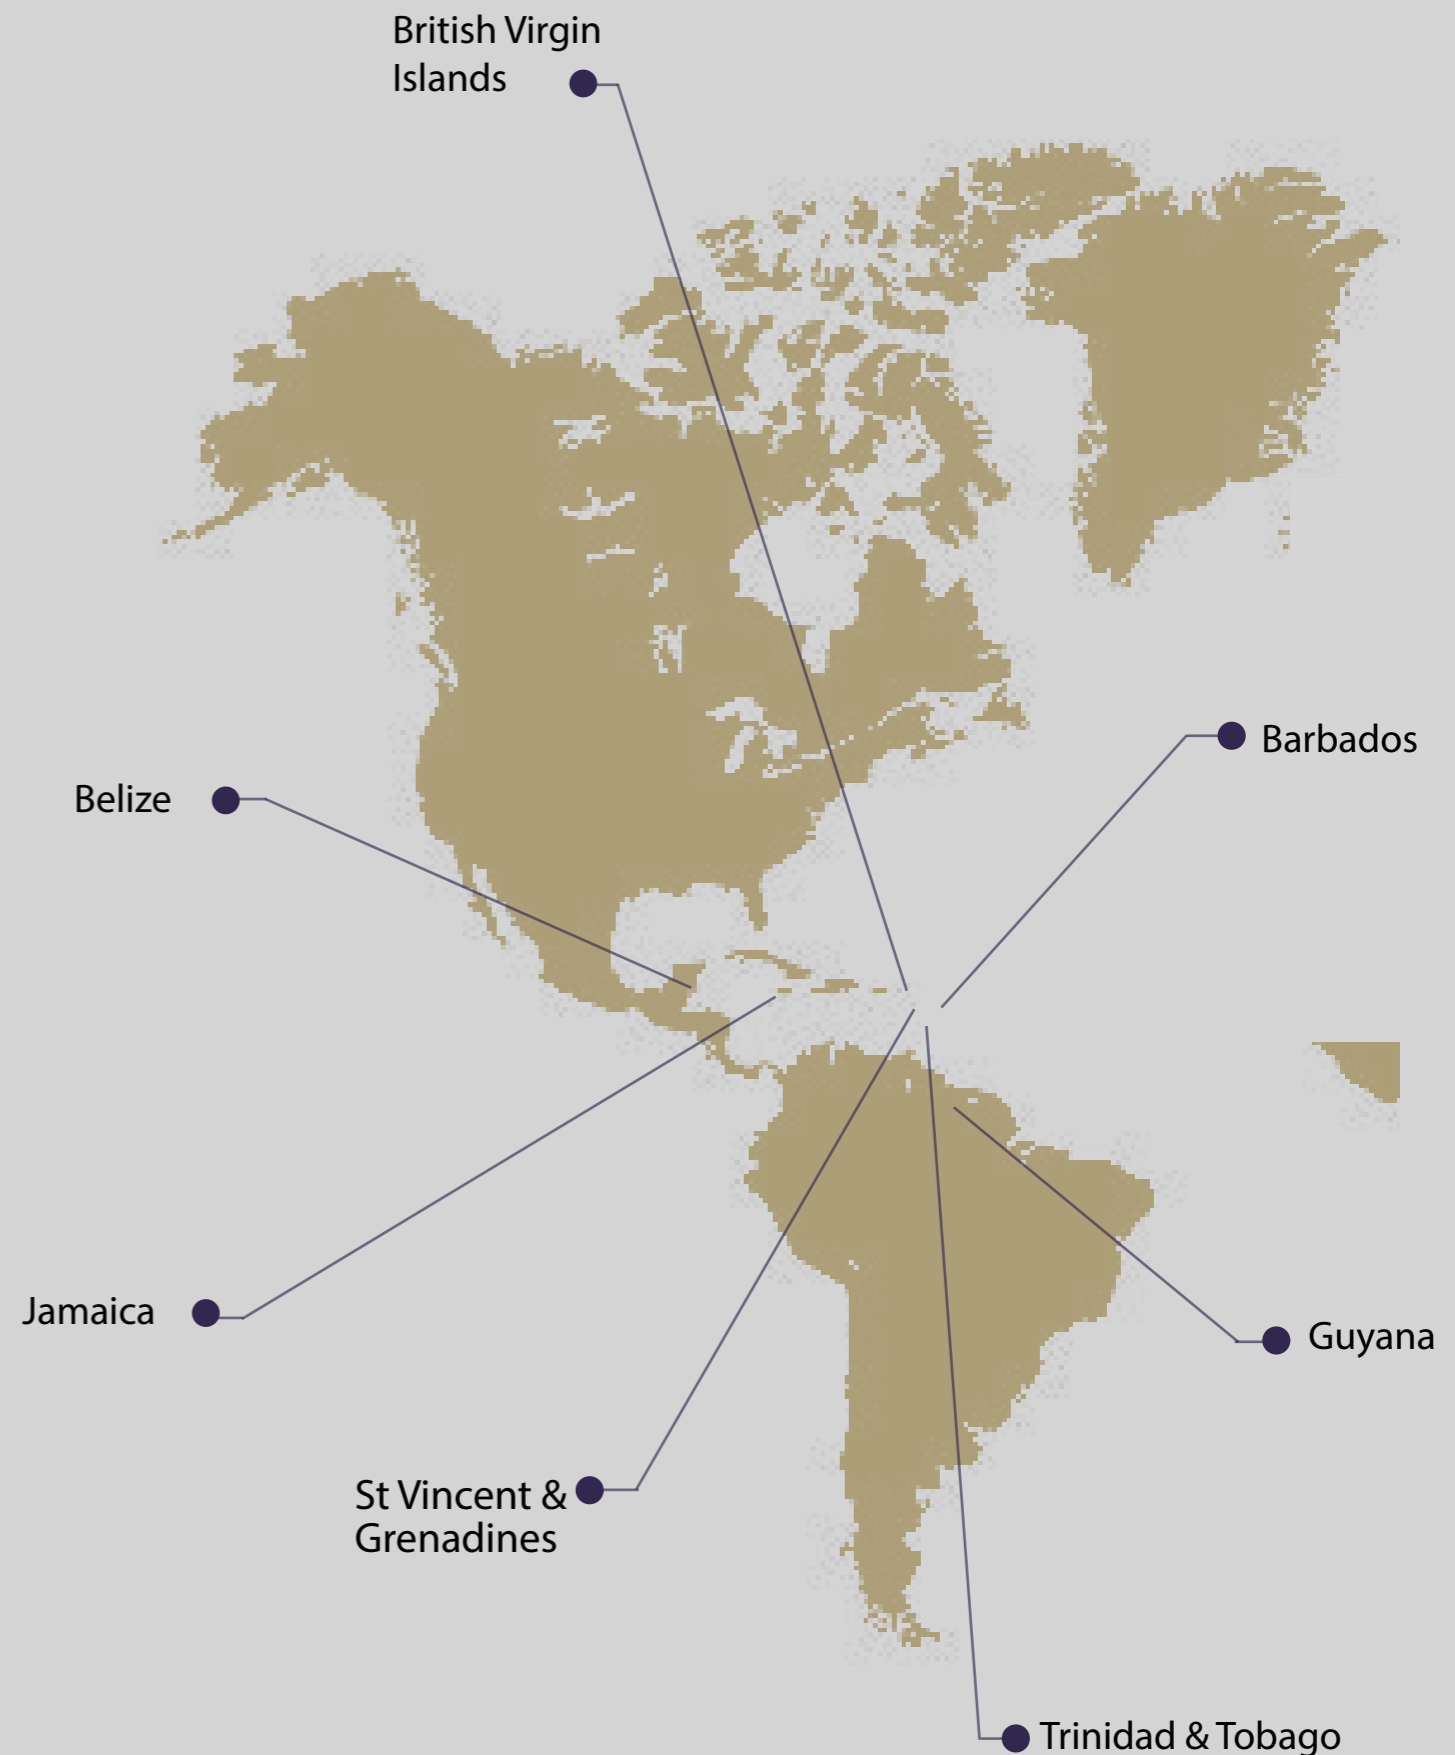 British Virgin
Islands
Barbados
Belize
Jamaica
Guyana
St Vincent &
Grenadines
Trinidad & Tobago